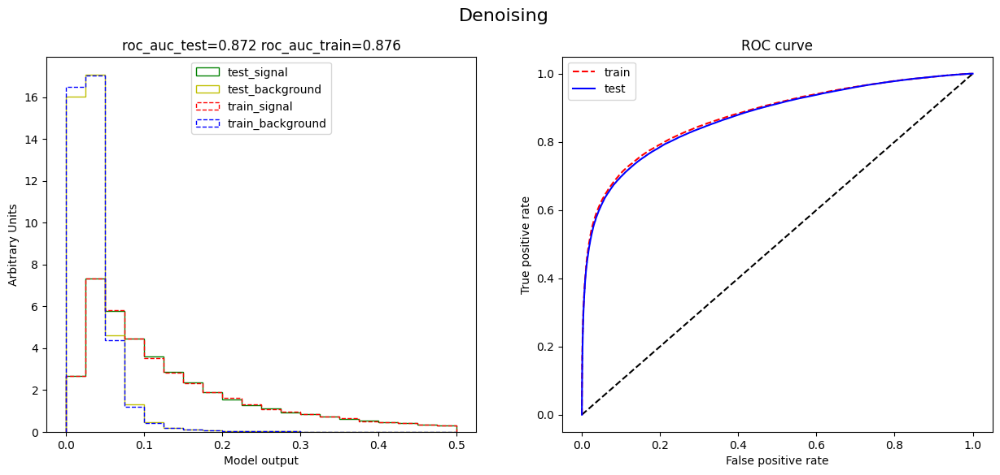 Denoising
roc_auc_test=0.872 roc_auc_train=0.876
test_signal
test_background
train_signal
train_background
Arbitrary Units
16
14
12
10
8
6
4
2
0
0.0 0.1 0.2 0.3 0.4 0.5
Model output
ROC curve
train
test
True positive rate
1.0
0.8
0.6
0.4
0.2
0.0
0.0 0.2 0.4 0.6 0.8 1.0
False positive rate